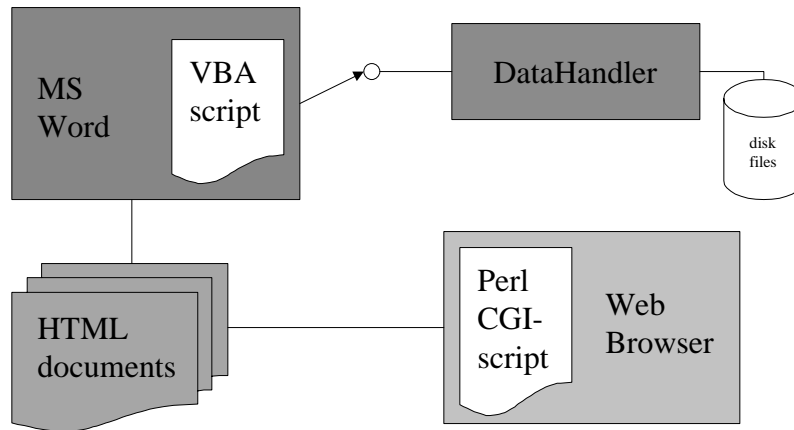 MS
Word
VBA
script
DataHandler
disk
files
HTML
documents
Perl
CGI-
script
Web
Browser